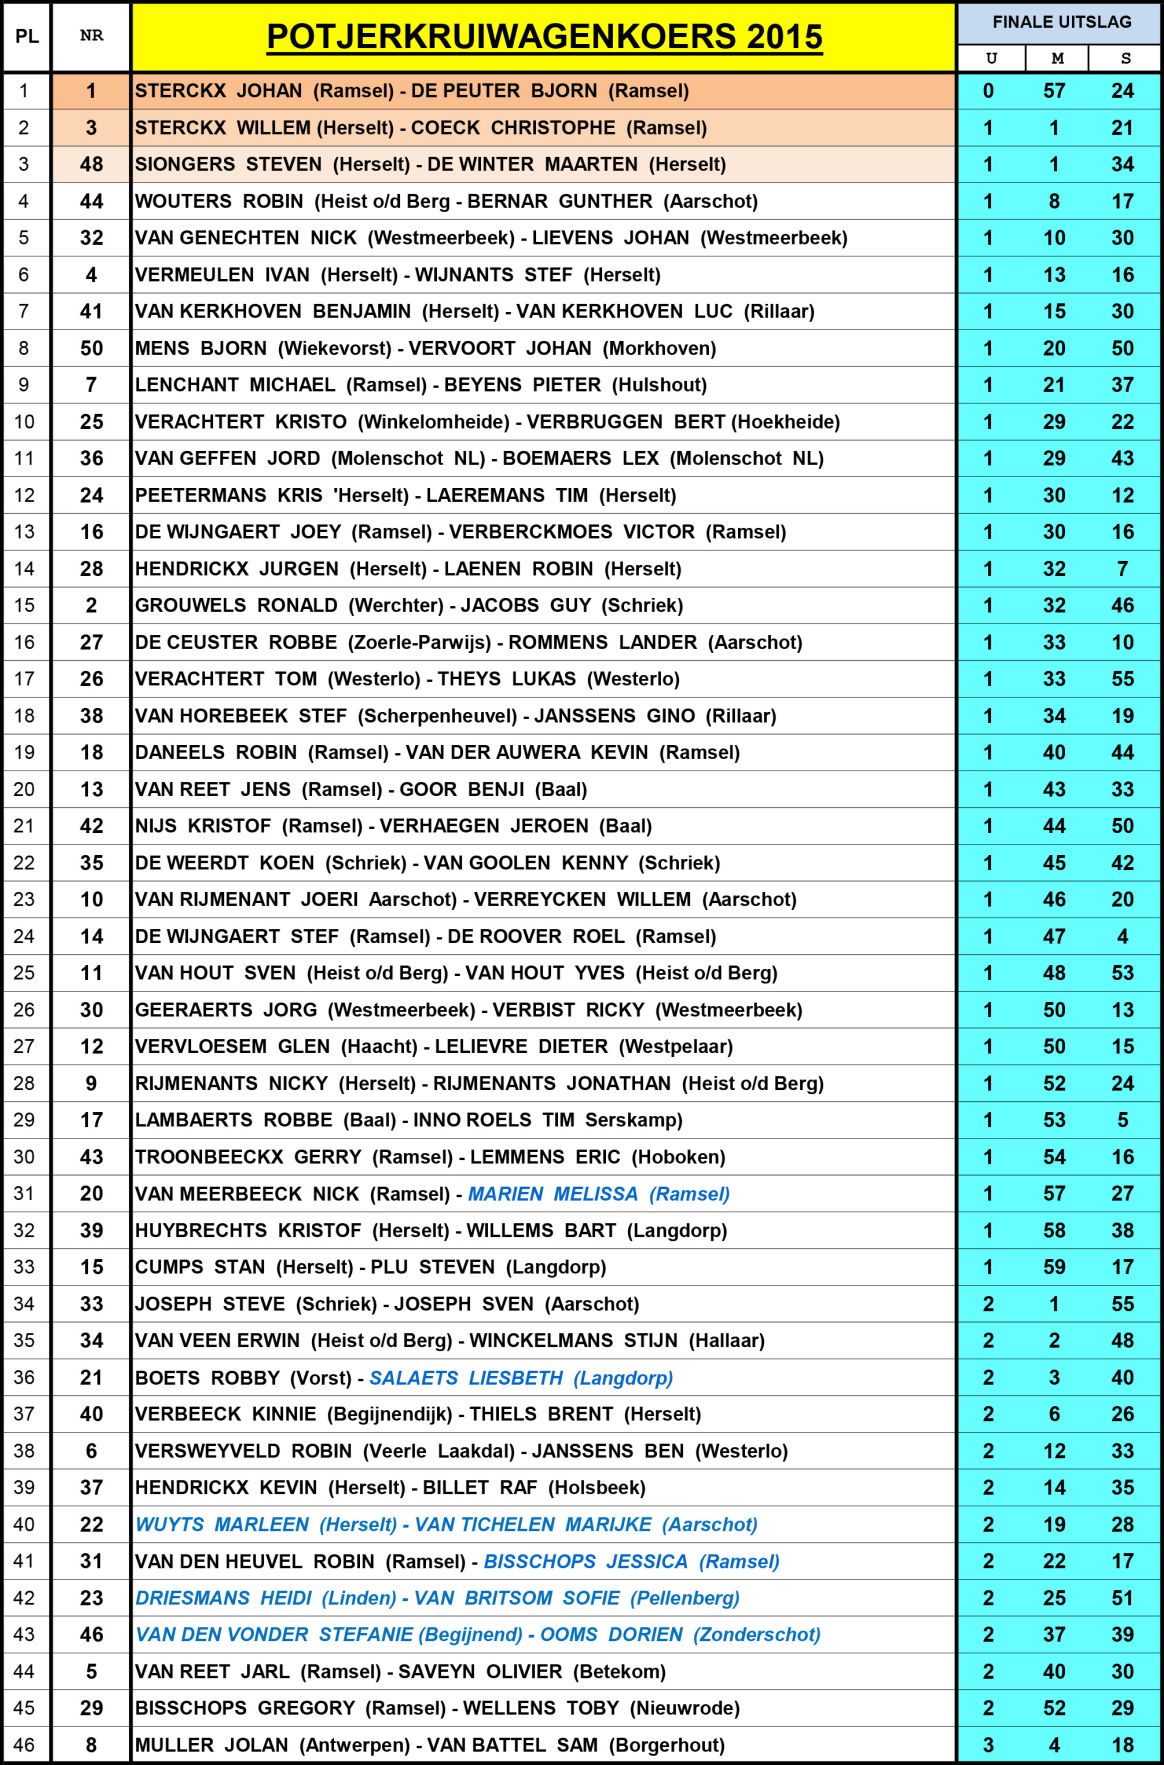 PL NR POTJERKRUIWAGENKOERS 2015 FINALE UITSLAG
U M S
1 1 STERCKX JOHAN (Ramsel) - DE PEUTER BJORN (Ramsel) 0 57 24
2 3 STERCKX WILLEM (Herselt) - COECK CHRISTOPHE (Ramsel) 1 1 21
3 48 SIONGERS STEVEN (Herselt) - DE WINTER MAARTEN (Herselt) 1 1 34
4 44 WOUTERS ROBIN (Heist o/d Berg - BERNAR GUNTHER (Aarschot) 1 8 17
5 32 VAN GENECHTEN NICK (Westmeerbeek) - LIEVENS JOHAN (Westmeerbeek) 1 10 30
6 4 VERMEULEN IVAN (Herselt) - WIJNANTS STEF (Herselt) 1 13 16
7 41 VAN KERKHOVEN BENJAMIN (Herselt) - VAN KERKHOVEN LUC (Rillaar) 1 15 30
8 50 MENS BJORN (Wiekevorst) - VERVOORT JOHAN (Morkhoven) 1 20 50
9 7 LENCHANT MICHAEL (Ramsel) - BEYENS PIETER (Hulshout) 1 21 37
10 25 VERACHTERT KRISTO (Winkelomheide) - VERBRUGGEN BERT (Hoekheide) 1 29 22
11 36 VAN GEFFEN JORD (Molenschot NL) - BOEMAERS LEX (Molenschot NL) 1 29 43
12 24 PEETERMANS KRIS 'Herselt) - LAEREMANS TIM (Herselt) 1 30 12
13 16 DE WIJNGAERT JOEY (Ramsel) - VERBERCKMOES VICTOR (Ramsel) 1 30 16
14 28 HENDRICKX JURGEN (Herselt) - LAENEN ROBIN (Herselt) 1 32 7
15 2 GROUWELS RONALD (Werchter) - JACOBS GUY (Schriek) 1 32 46
16 27 DE CEUSTER ROBBE (Zoerle-Parwijs) - ROMMENS LANDER (Aarschot) 1 33 10
17 26 VERACHTERT TOM (Westerlo) - THEYS LUKAS (Westerlo) 1 33 55
18 38 VAN HOREBEEK STEF (Scherpenheuvel) - JANSSENS GINO (Rillaar) 1 34 19
19 18 DANEELS ROBIN (Ramsel) - VAN DER AUWERA KEVIN (Ramsel) 1 40 44
20 13 VAN REET JENS (Ramsel) - GOOR BENJI (Baal) 1 43 33
21 42 NIJS KRISTOF (Ramsel) - VERHAEGEN JEROEN (Baal) 1 44 50
22 35 DE WEERDT KOEN (Schriek) - VAN GOOLEN KENNY (Schriek) 1 45 42
23 10 VAN RIJMENANT JOERI Aarschot) - VERREYCKEN WILLEM (Aarschot) 1 46 20
24 14 DE WIJNGAERT STEF (Ramsel) - DE ROOVER ROEL (Ramsel) 1 47 4
25 11 VAN HOUT SVEN (Heist o/d Berg) - VAN HOUT YVES (Heist o/d Berg) 1 48 53
26 30 GEERAERTS JORG (Westmeerbeek) - VERBIST RICKY (Westmeerbeek) 1 50 13
27 12 VERVLOESEM GLEN (Haacht) - LELIEVRE DIETER (Westpelaar) 1 50 15
28 9 RIJMENANTS NICKY (Herselt) - RIJMENANTS JONATHAN (Heist o/d Berg) 1 52 24
29 17 LAMBAERTS ROBBE (Baal) - INNO ROELS TIM Serskamp) 1 53 5
30 43 TROONBEECKX GERRY (Ramsel) - LEMMENS ERIC (Hoboken) 1 54 16
31 20 VAN MEERBEECK NICK (Ramsel) - MARIEN MELISSA (Ramsel) 1 57 27
32 39 HUYBRECHTS KRISTOF (Herselt) - WILLEMS BART (Langdorp) 1 58 38
33 15 CUMPS STAN (Herselt) - PLU STEVEN (Langdorp) 1 59 17
34 33 JOSEPH STEVE (Schriek) - JOSEPH SVEN (Aarschot) 2 1 55
35 34 VAN VEEN ERWIN (Heist o/d Berg) - WINCKELMANS STIJN (Hallaar) 2 2 48
36 21 BOETS ROBBY (Vorst) - SALAETS LIESBETH (Langdorp) 2 3 40
37 40 VERBEECK KINNIE (Begijnendijk) - THIELS BRENT (Herselt) 2 6 26
38 6 VERSWEYVELD ROBIN (Veerle Laakdal) - JANSSENS BEN (Westerlo) 2 12 33
39 37 HENDRICKX KEVIN (Herselt) - BILLET RAF (Holsbeek) 2 14 35
40 22 WUYTS MARLEEN (Herselt) - VAN TICHELEN MARIJKE (Aarschot) 2 19 28
41 31 VAN DEN HEUVEL ROBIN (Ramsel) - BISSCHOPS JESSICA (Ramsel) 2 22 17
42 23 DRIESMANS HEIDI (Linden) - VAN BRITSOM SOFIE (Pellenberg) 2 25 51
43 46 VAN DEN VONDER STEFANIE (Begijnend) - OOMS DORIEN (Zonderschot) 2 37 39
44 5 VAN REET JARL (Ramsel) - SAVEYN OLIVIER (Betekom) 2 40 30
45 29 BISSCHOPS GREGORY (Ramsel) - WELLENS TOBY (Nieuwrode) 2 52 29
46 8 MULLER JOLAN (Antwerpen) - VAN BATTEL SAM (Borgerhout) 3 4 18